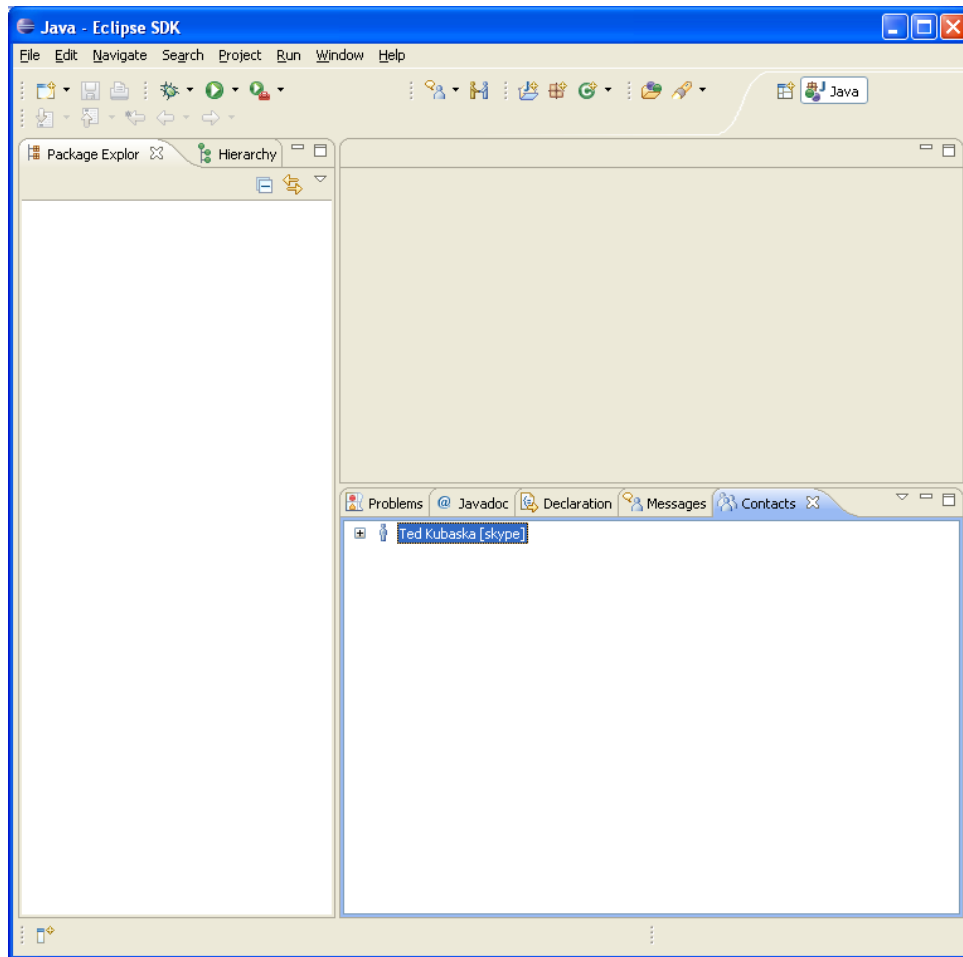 Java - Eclipse SDK
File Edit Navigate Search Project Run Window Help
Java
Package Explor Hierarchy
Problems @ Javadoc Declaration Messages Contacts
Ted Kubaska [skype]